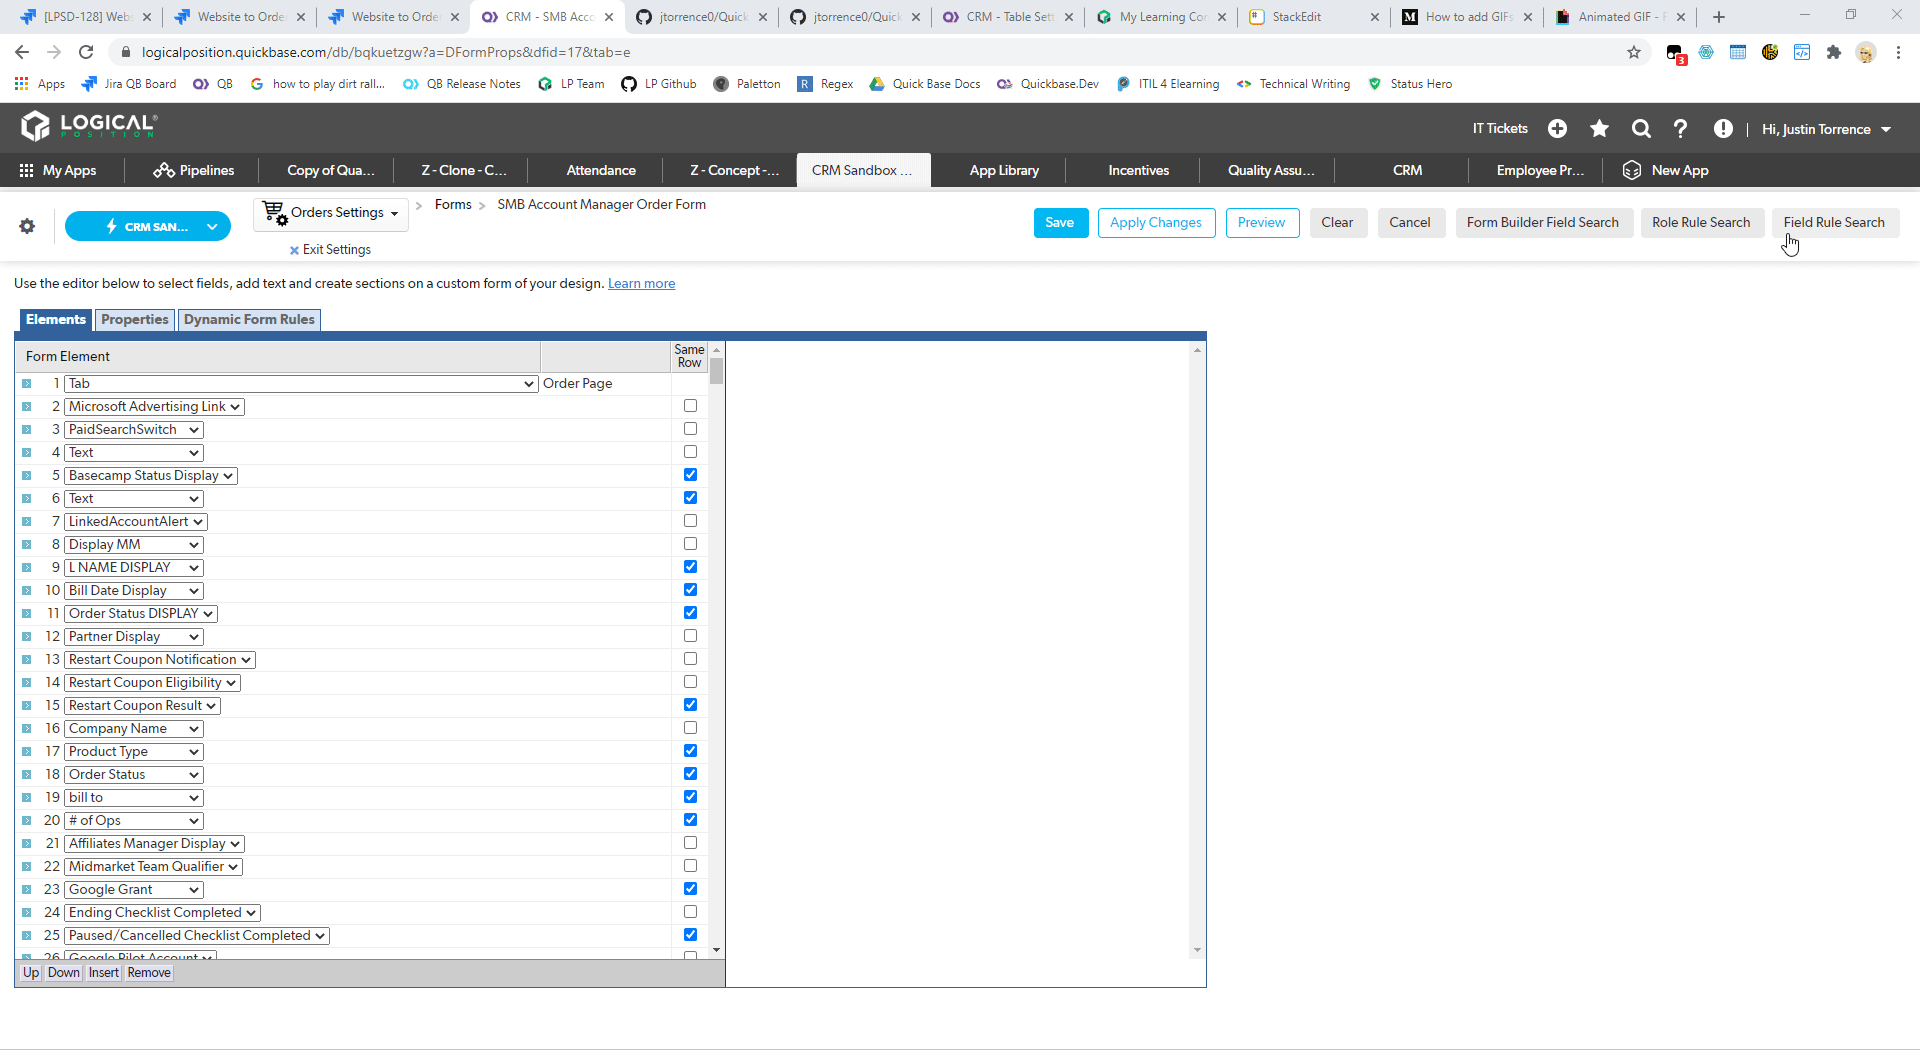 [LPSD-128] Webs
Website to Orde
Website to Orde
CRM - SMB Acco
jtorrence0/Quick
jtorrence0/Quick
CRM - Table Sett
My Learning Co
StackEdit
How to add GIFs
Animated GIF - F
logicalposition.quickbase.com/db/bqkuetzgw?a=DFormProps&dfid=17&tab=e
3
Apps
Jira QB Board
QB
how to play dirt rall...
QB Release Notes
LP Team
LP Github
Paletton
Regex
Quick Base Docs
Quickbase.Dev
ITIL 4 Elearning
Technical Writing
Status Hero
LOGICAL
POSITION
IT Tickets
Hi, Justin Torrence
My Apps
Pipelines
Copy of Qua...
Z - Clone - C...
Attendance
Z - Concept -...
CRM Sandbox ...
App Library
Incentives
Quality Assu...
CRM
Employee Pr...
New App
CRM SAN...
Orders Settings
> Forms > SMB Account Manager Order Form
Exit Settings
Save
Apply Changes
Preview
Clear
Cancel
Form Builder Field Search
Role Rule Search
Field Rule Search
Use the editor below to select fields, add text and create sections on a custom form of your design. Learn more
Elements
Properties
Dynamic Form Rules
Form Element
Same
Row
1 Tab Order Page
2 Microsoft Advertising Link
3 PaidSearchSwitch
4 Text
5 Basecamp Status Display
6 Text
7 LinkedAccountAlert
8 Display MM
9 L NAME DISPLAY
10 Bill Date Display
11 Order Status DISPLAY
12 Partner Display
13 Restart Coupon Notification
14 Restart Coupon Eligibility
15 Restart Coupon Result
16 Company Name
17 Product Type
18 Order Status
19 bill to
20 # of Ops
21 Affiliates Manager Display
22 Midmarket Team Qualifier
23 Google Grant
24 Ending Checklist Completed
25 Paused/Cancelled Checklist Completed
26 Google Pilot Account
Up
Down
Insert
Remove